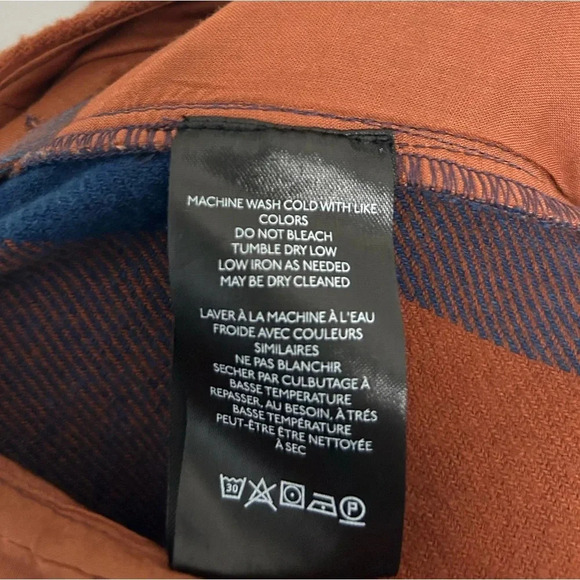 MACHINE WASH COLD WITH LIKE
COLORS
DO NOT BLEACH
TUMBLE DRY LOW
LOW IRON AS NEEDED
MAY BE DRY CLEANED
LAVER À LA MACHINE À L'EAU
FROIDE AVEC COULEURS
SIMILAIRES
NE PAS BLANCHIR
SECHER PAR CULBUTAGE À
BASSE TEMPERATURE
REPASSER, AU BESOIN, À TRÉS
BASSE TEMPÉRATURE
PEUT-ÊTRE ÊTRE NETTOYÉE
À SEC
30 P